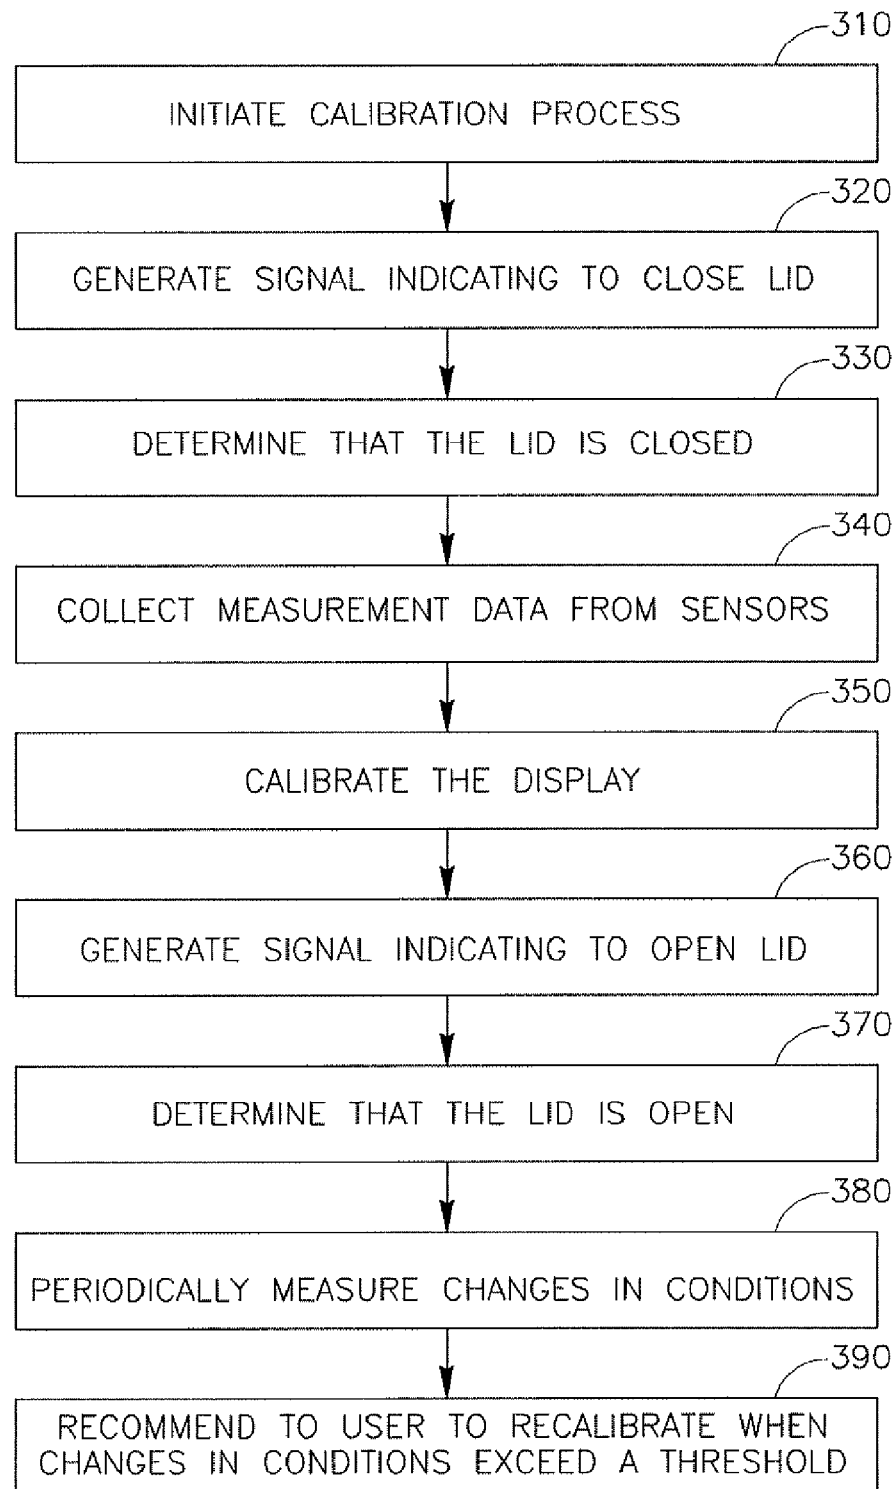 310
INITIATE CALIBRATION PROCESS
320
GENERATE SIGNAL INDICATING TO CLOSE LID
330
DETERMINE THAT THE LID IS CLOSED
340
COLLECT MEASUREMENT DATA FROM SENSORS
350
CALIBRATE THE DISPLAY
360
GENERATE SIGNAL INDICATING TO OPEN LID
370
DETERMINE THAT THE LID IS OPEN
380
PERIODICALLY MEASURE CHANGES IN CONDITIONS
390
RECOMMEND TO USER TO RECALIBRATE WHEN
CHANGES IN CONDITIONS EXCEED A THRESHOLD